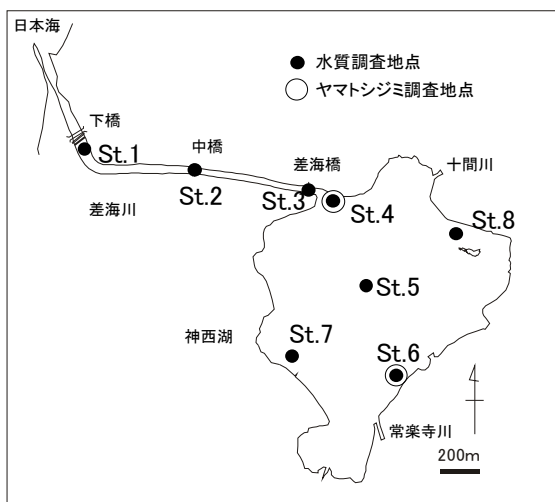 日本海
水質調査地点
ヤマトシジミ調査地点
下橋
St.1
中橋
St.2
差海橋
St.3
St.4
十間川
St.8
差海川
St.5
神西湖
St.7
St.6
常楽寺川
200m